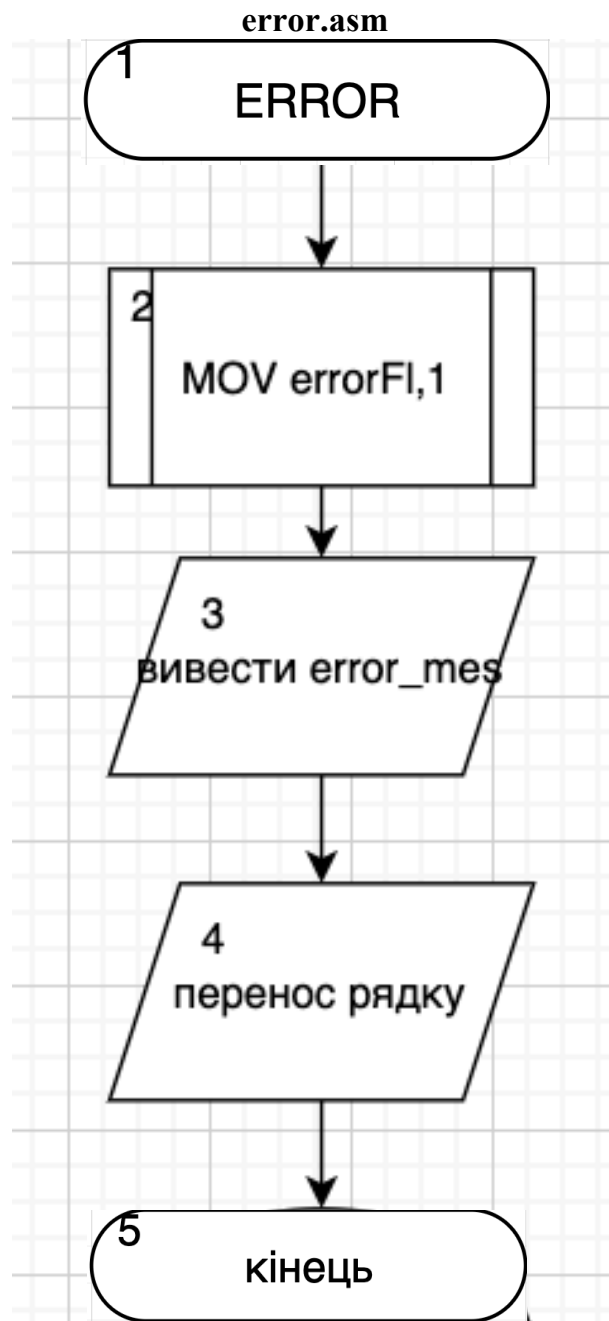 error.asm
1
ERROR
2
MOV errorFl,1
3
вивести error_mes
4
перенос рядку
5
кінець